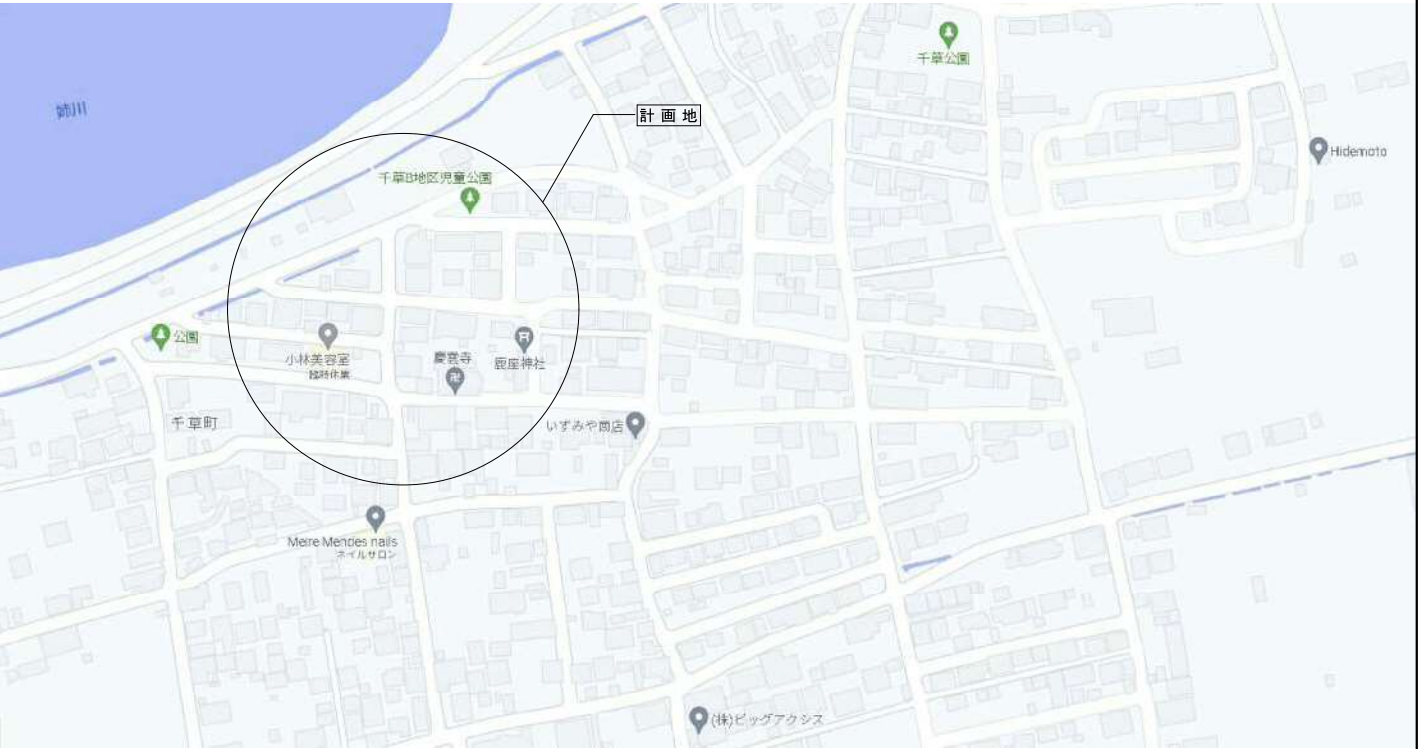 千草公園
姉川
計画地
Hidemoto
千草B地区児童公園
公園
小林美容室
臨時休業
慶雲寺
鹿座神社
千草町
いずみや商店
Meire Mendes nails
ネイルサロン
(株)ビッグアクシス